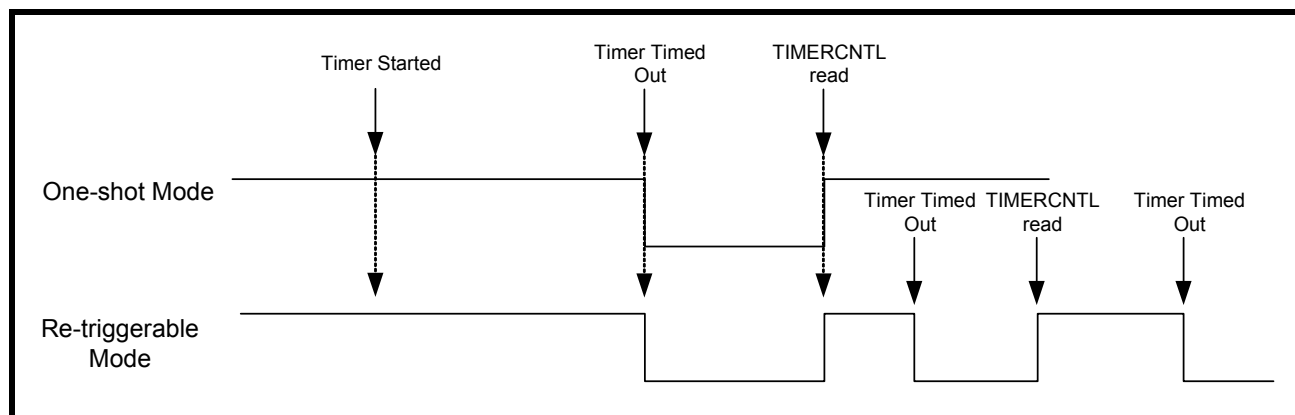 Timer Started
Timer Timed
Out
TIMERCNTL
read
One-shot Mode
Timer Timed
Out
TIMERCNTL
read
Timer Timed
Out
Re-triggerable
Mode